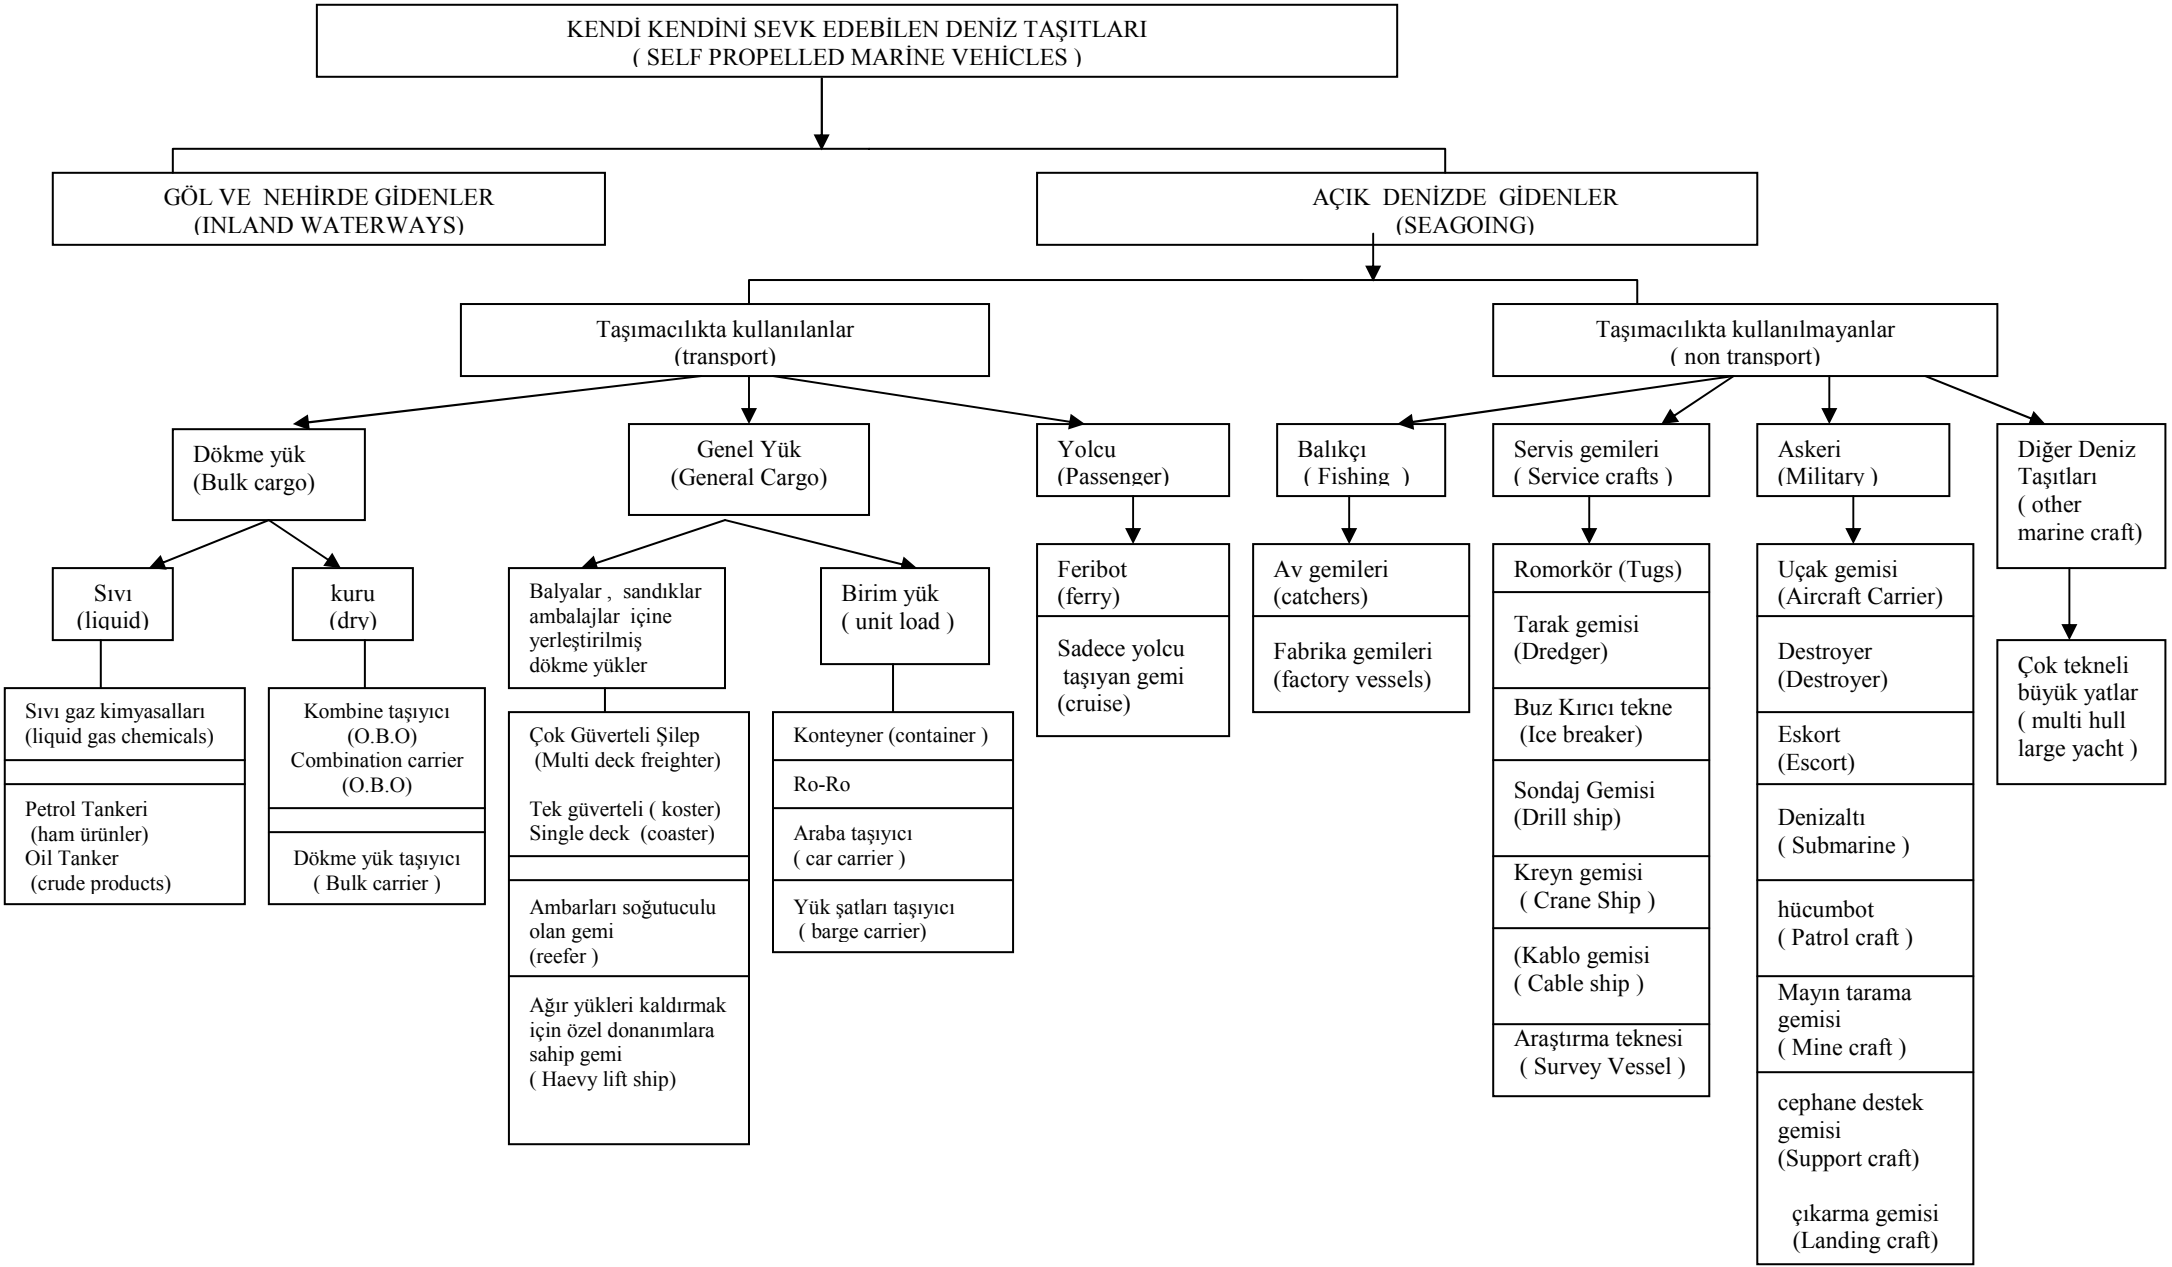 KENDİ KENDİNİ SEVK EDEBİLEN DENİZ TAŞITLARI
( SELF PROPELLED MARINE VEHICLES )
GÖL VE NEHİRDE GİDENLER
(INLAND WATERWAYS)
AÇIK DENİZDE GİDENLER
(SEAGOING)
Taşımacılıkta kullanılanlar
(transport)
Taşımacılıkta kullanılmayanlar
( non transport)
Dökme yük
(Bulk cargo)
Genel Yük
(General Cargo)
Yolcu
(Passenger)
Balıkçı
( Fishing )
Servis gemileri
( Service crafts )
Askeri
(Military )
Diğer Deniz
Taşıtları
( other
marine craft)
Sıvı
(liquid)
kuru
(dry)
Balyalar , sandıklar
ambalajlar içine
yerleştirilmiş
dökme yükler
Birim yük
( unit load )
Sıvı gaz kimyasalları
(liquid gas chemicals)
Petrol Tankeri
(ham ürünler)
Oil Tanker
(crude products)
Kombine taşıyıcı
(O.B.O)
Combination carrier
(O.B.O)
Dökme yük taşıyıcı
( Bulk carrier )
Çok Güverteli Şilep
(Multi deck freighter)
Tek güverteli ( koster)
Single deck (coaster)
Ambarları soğutuculu
olan gemi
(reefer )
Ağır yükleri kaldırmak
için özel donanımlara
sahip gemi
( Haevy lift ship)
Konteyner (container )
Ro-Ro
Araba taşıyıcı
( car carrier )
Yük şatları taşıyıcı
( barge carrier)
Feribot
(ferry)
Sadece yolcu
taşıyan gemi
(cruise)
Av gemileri
(catchers)
Fabrika gemileri
(factory vessels)
Romorkör (Tugs)
Tarak gemisi
(Dredger)
Buz Kırıcı tekne
(Ice breaker)
Sondaj Gemisi
(Drill ship)
Kreyn gemisi
( Crane Ship )
(Kablo gemisi
( Cable ship )
Araştırma teknesi
( Survey Vessel )
Uçak gemisi
(Aircraft Carrier)
Destroyer
(Destroyer)
Eskort
(Escort)
Denizaltı
( Submarine )
hücumbot
( Patrol craft )
Mayın tarama
gemisi
( Mine craft )
cephane destek
gemisi
(Support craft)
çıkarma gemisi
(Landing craft)
Çok tekneli
büyük yatlar
( multi hull
large yacht )